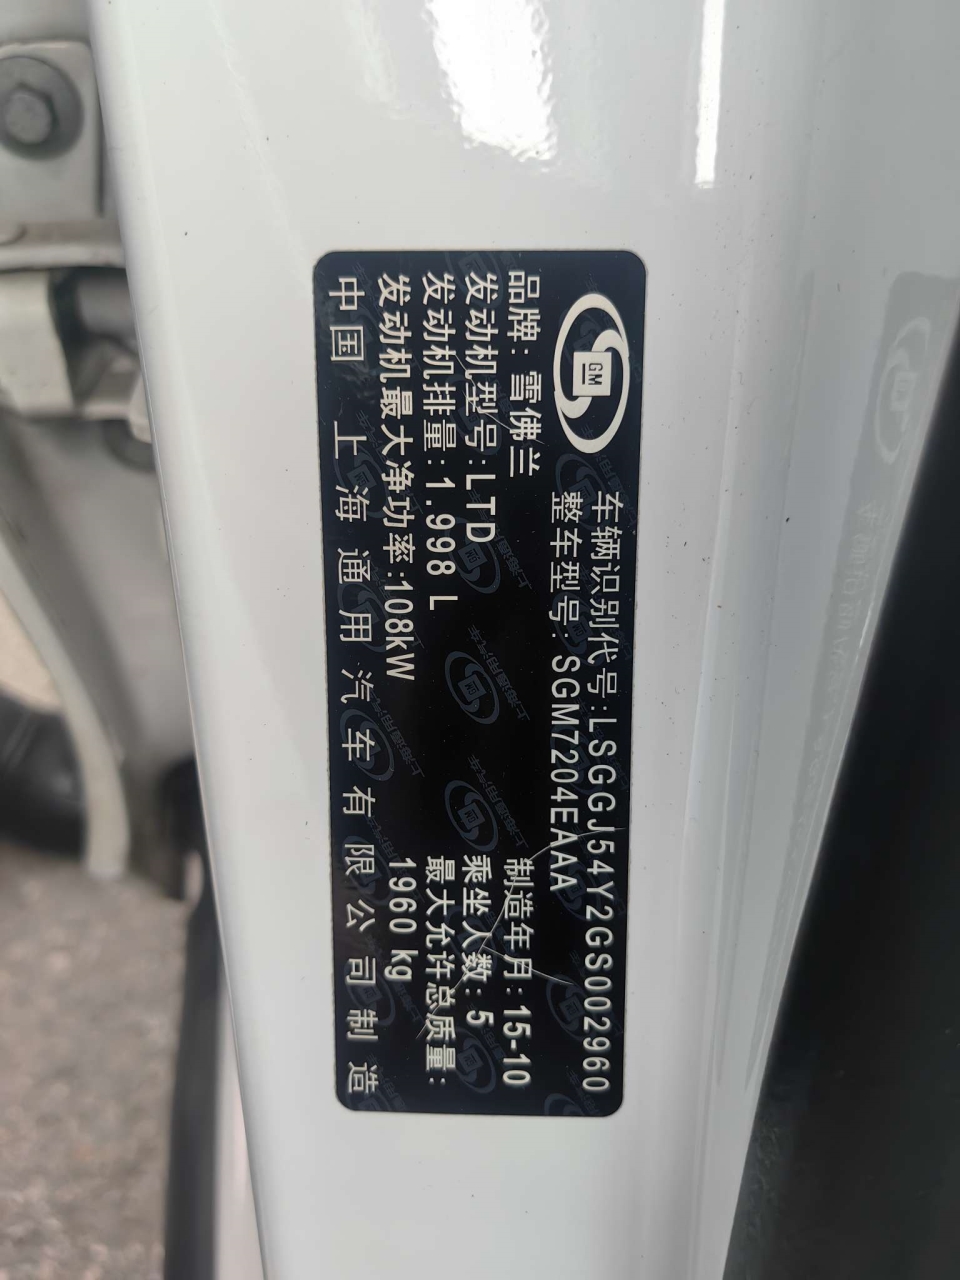 GM
车辆识别代号:LSGGJ54Y2GS002960
整车型号: SGM7204EAAA
品牌: 雪佛兰
制造年月: 15-10
发动机型号:LTD
乘坐人数: 5
发动机排量: 1.998 L
最大允许总质量:
发动机最大净功率:108kW
1960 kg
中国 上海通用汽车有限公司制造